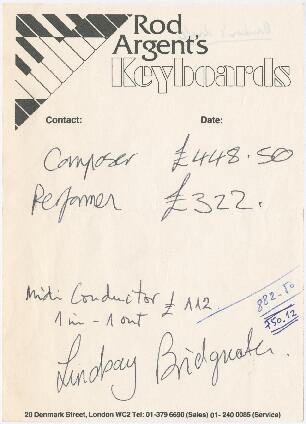 Rod
Argent's
Keyboards
Contact: Date:
Composer £448.50
Performer £322.
Midi Conductor £112
1 in - 1 out
882.50
750.12
Lindsay Bridgwater.
20 Denmark Street, London WC2 Tel: 01-379 6690 (Sales) 01-240 0085 (Service)